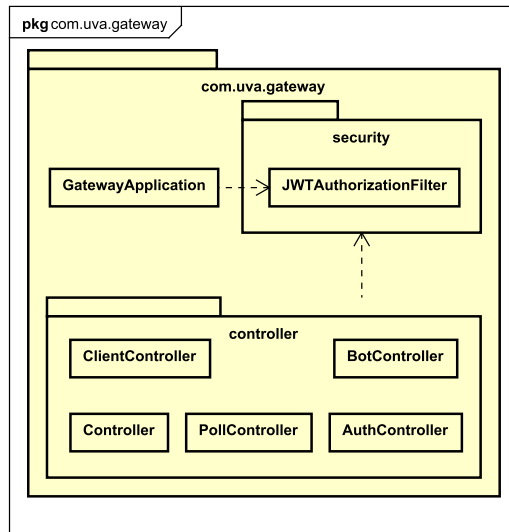 pkg com.uva.gateway
com.uva.gateway
security
GatewayApplication
JWTAuthorizationFilter
controller
ClientController
BotController
Controller
PollController
AuthController